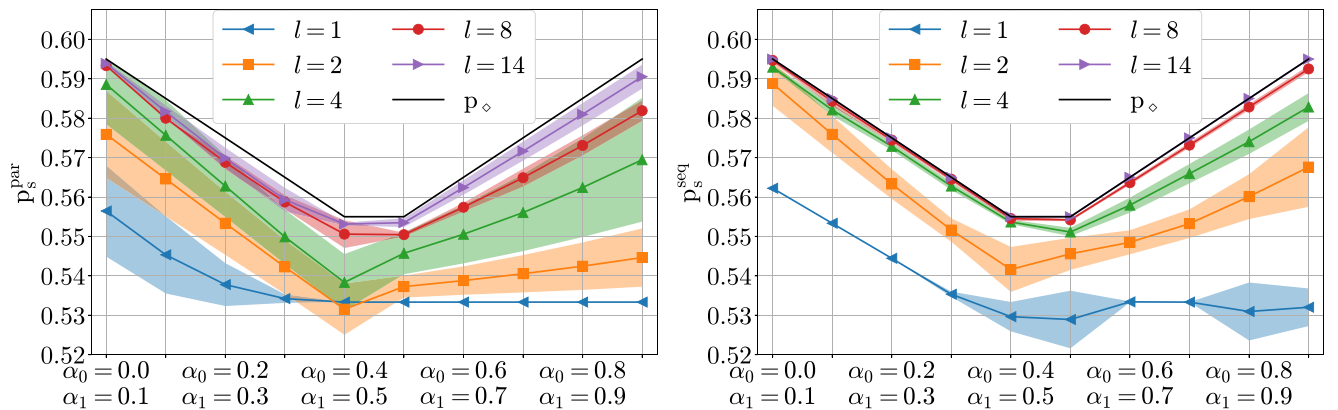 l = 1
l = 8
l = 2
l = 14
l = 4
p⋄
p_s^par
0.60
0.59
0.58
0.57
0.56
0.55
0.54
0.53
0.52
α₀ = 0.0 α₀ = 0.2 α₀ = 0.4 α₀ = 0.6 α₀ = 0.8
α₁ = 0.1 α₁ = 0.3 α₁ = 0.5 α₁ = 0.7 α₁ = 0.9
l = 1
l = 8
l = 2
l = 14
l = 4
p⋄
p_s^seq
0.60
0.59
0.58
0.57
0.56
0.55
0.54
0.53
0.52
α₀ = 0.0 α₀ = 0.2 α₀ = 0.4 α₀ = 0.6 α₀ = 0.8
α₁ = 0.1 α₁ = 0.3 α₁ = 0.5 α₁ = 0.7 α₁ = 0.9